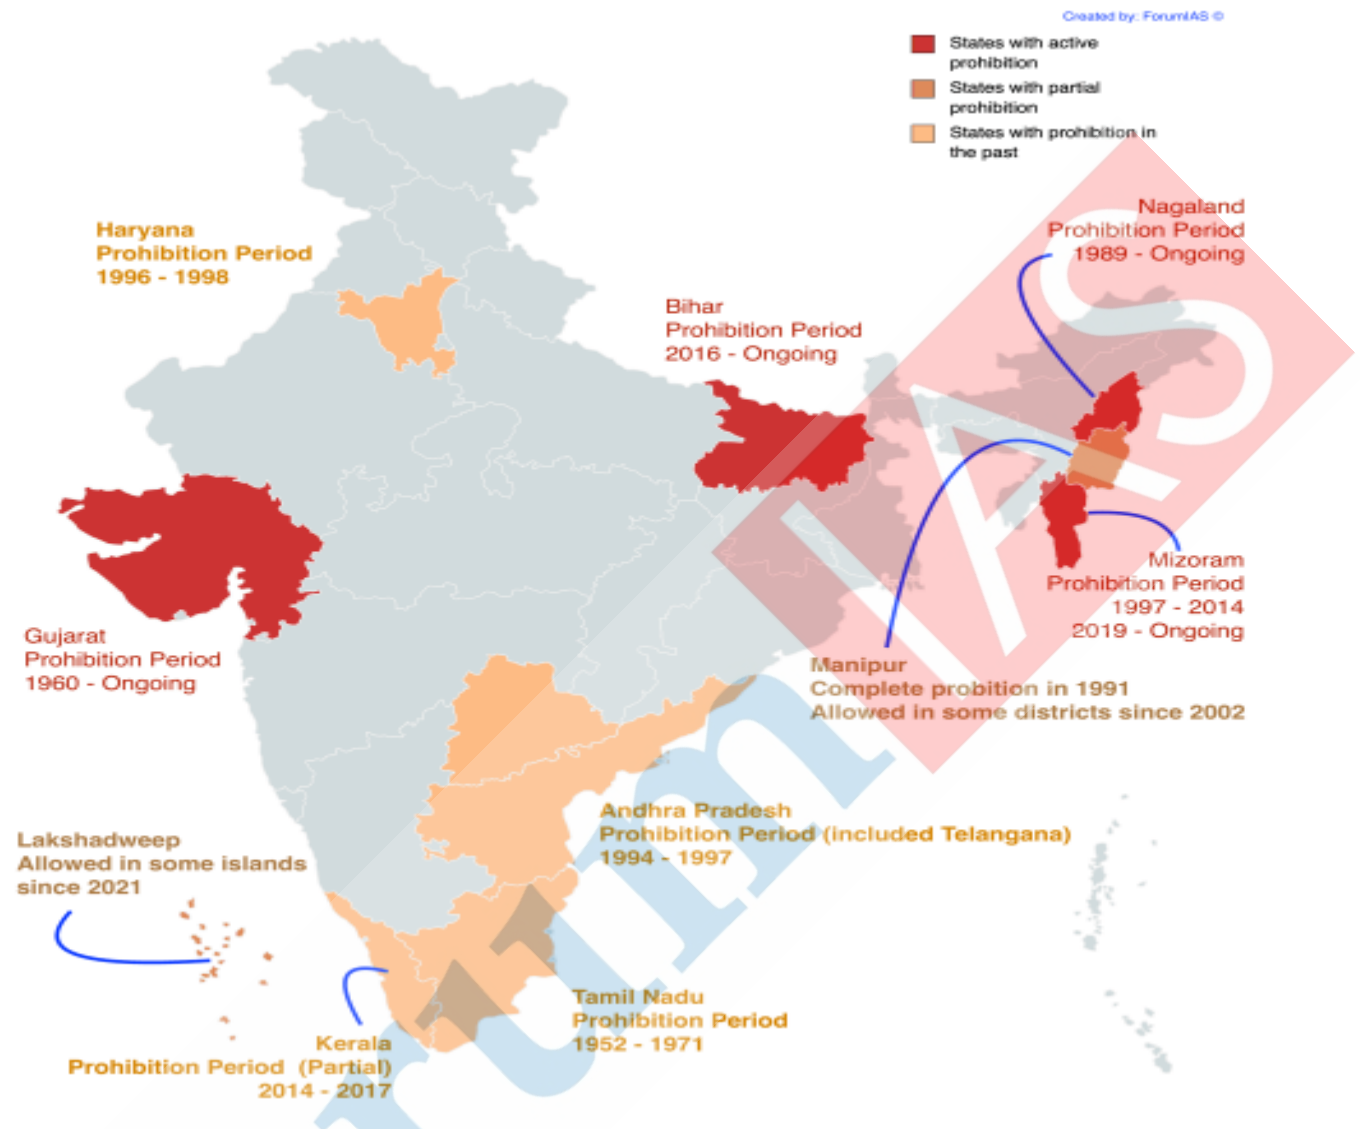 Created by: ForumIAS ©
States with active
prohibition
States with partial
prohibition
States with prohibition in
the past
Nagaland
Prohibition Period
1989 - Ongoing
Haryana
Prohibition Period
1996 - 1998
Bihar
Prohibition Period
2016 - Ongoing
Mizoram
Prohibition Period
1997 - 2014
2019 - Ongoing
Gujarat
Prohibition Period
1960 - Ongoing
Manipur
Complete probition in 1991
Allowed in some districts since 2002
Andhra Pradesh
Prohibition Period (included Telangana)
1994 - 1997
Lakshadweep
Allowed in some islands
since 2021
Tamil Nadu
Prohibition Period
1952 - 1971
Kerala
Prohibition Period (Partial)
2014 - 2017
rum IAS